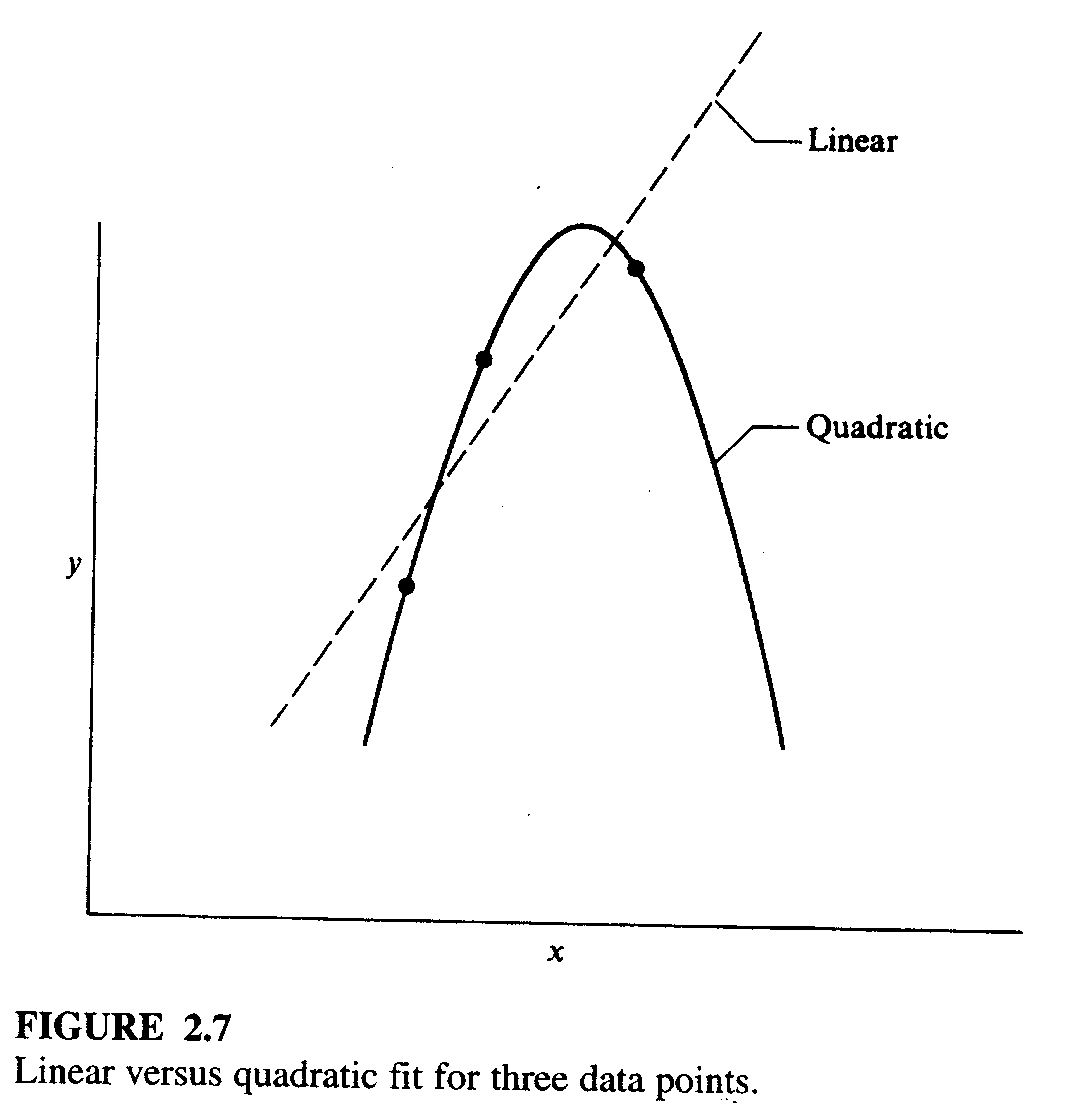 Linear
Quadratic
y
x
FIGURE 2.7
Linear versus quadratic fit for three data points.